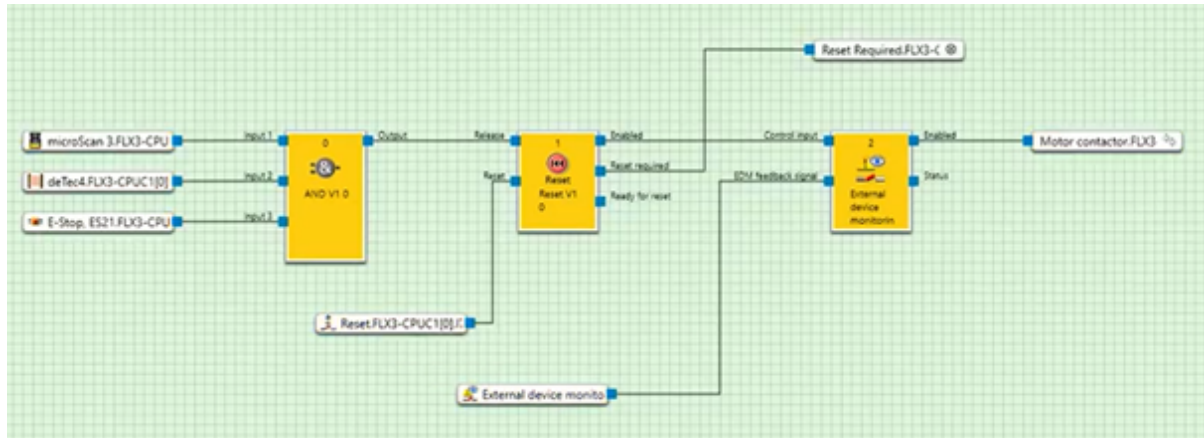 Reset Required.FLX3-C
microScan 3.FLX3-CPU
Input 1
0
Output
Release
1
Enabled
Control input
2
Enabled
Motor contactor.FLX3
&
Reset required
deTec4.FLX3-CPUC1[0]
Input 2
AND V1 0
Reset
Reset
Reset V1
0
EDM feedback signal
Status
External
device
monitorin
Ready for reset
E-Stop, ES21.FLX3-CPU
Input 3
Reset.FLX3-CPUC1[0].
External device monito